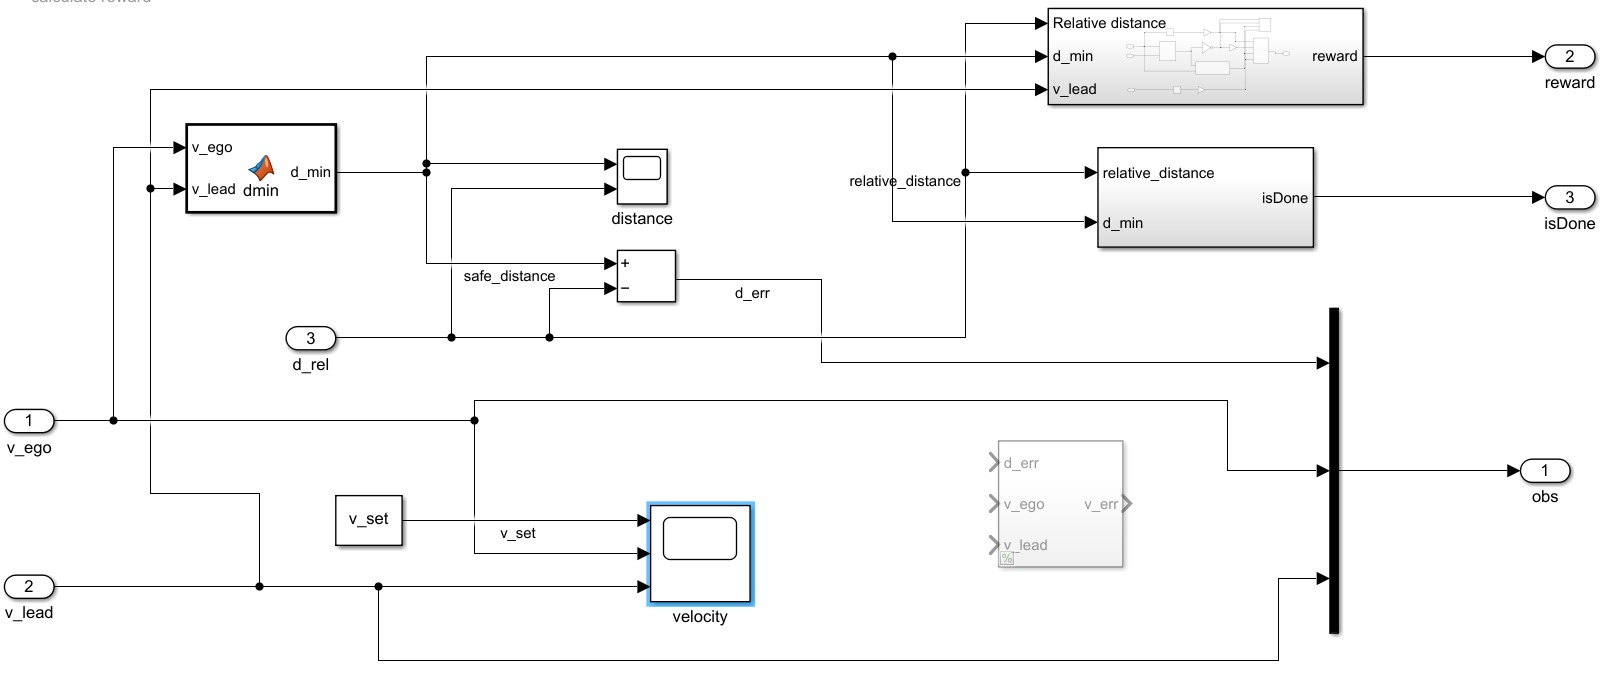 calculate reward
Relative distance
d_min
v_lead
reward
2
reward
v_ego
v_lead
dmin
d_min
distance
relative_distance
relative_distance
d_min
isDone
3
isDone
safe_distance
+
−
d_err
3
d_rel
1
v_ego
d_err
v_ego
v_lead
v_err
%
1
obs
v_set
v_set
velocity
2
v_lead